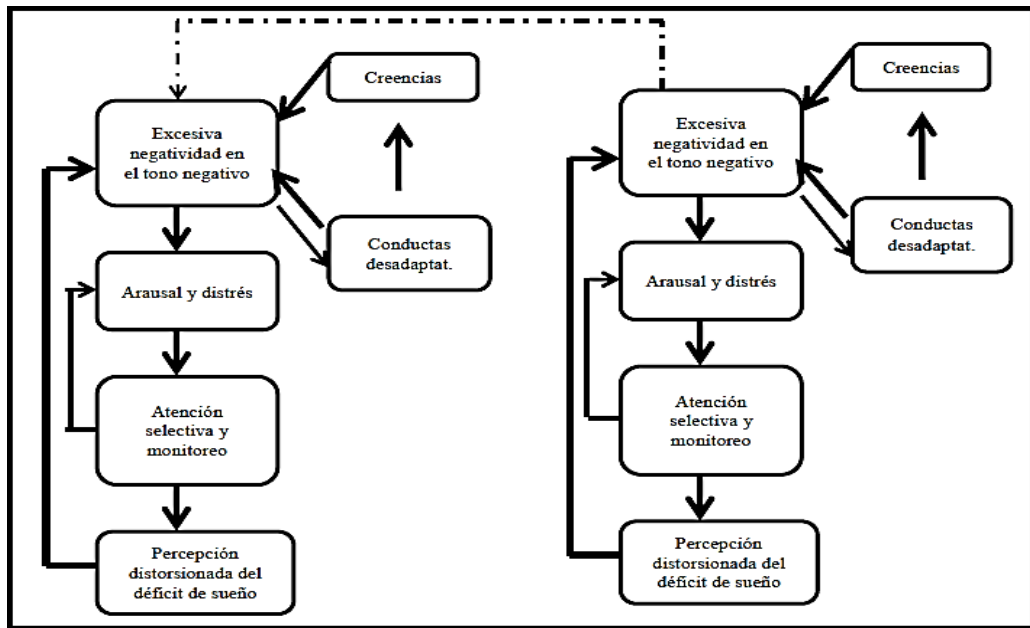 Creencias
Excesiva
negatividad en
el tono negativo
Conductas
desadaptat.
Arausal y distrés
Atención
selectiva y
monitoreo
Percepción
distorsionada del
déficit de sueño
Creencias
Excesiva
negatividad en
el tono negativo
Conductas
desadaptat.
Arausal y distrés
Atención
selectiva y
monitoreo
Percepción
distorsionada del
déficit de sueño